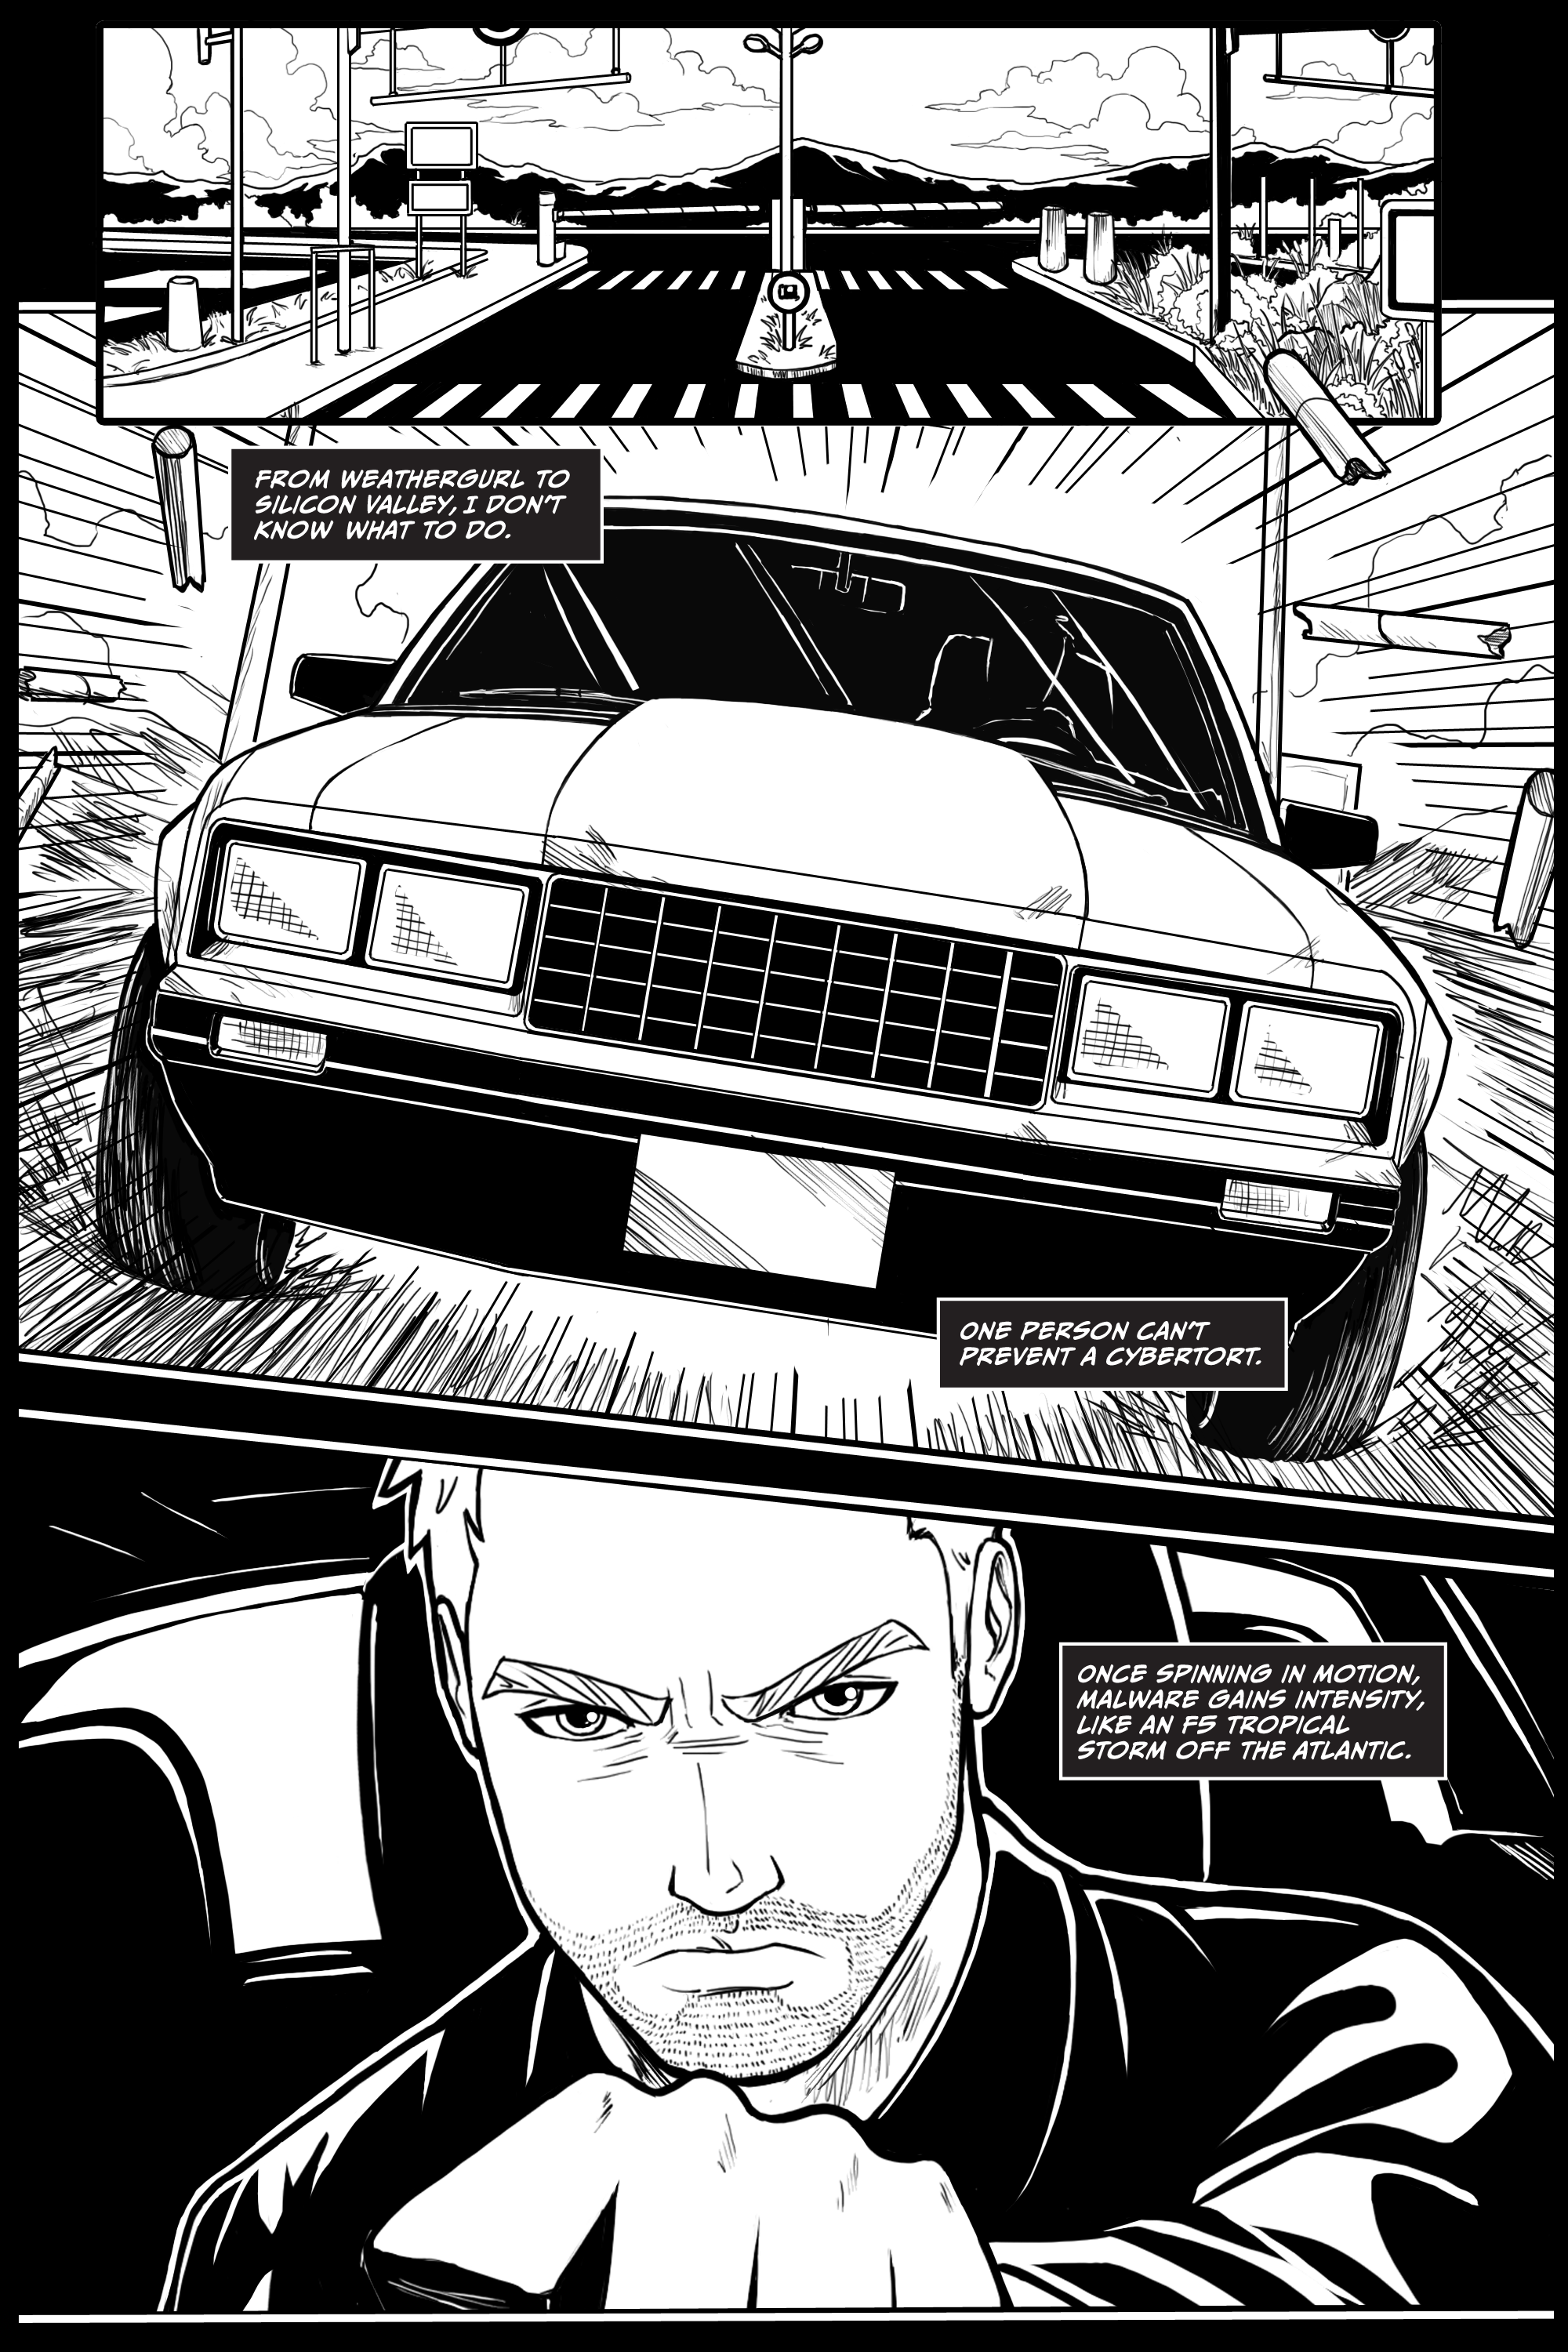 FROM WEATHERGURL TO
SILICON VALLEY, I DON'T
KNOW WHAT TO DO.
ONE PERSON CAN'T
PREVENT A CYBERTORT.
ONCE SPINNING IN MOTION,
MALWARE GAINS INTENSITY,
LIKE AN F5 TROPICAL
STORM OFF THE ATLANTIC.